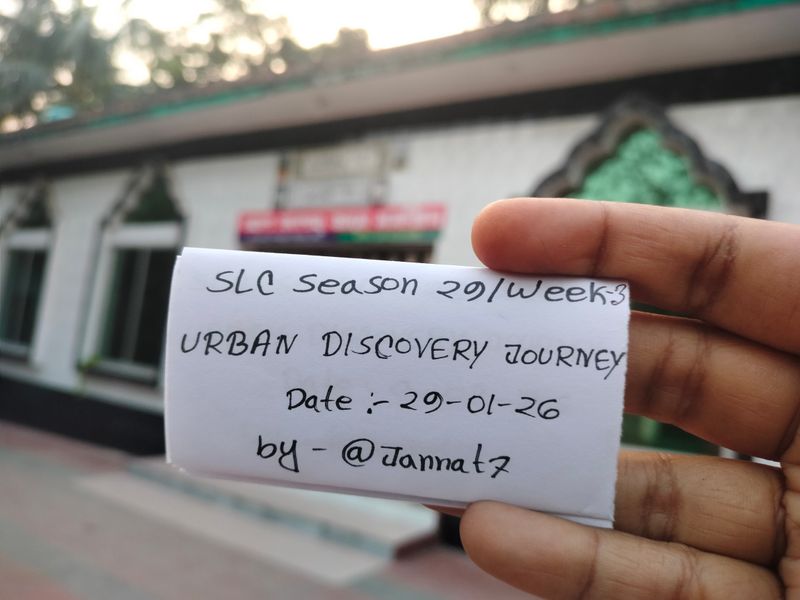 SLC Season 29/Week-3
URBAN DISCOVERY JOURNEY
Date :- 29-01-26
by - @Jannat7